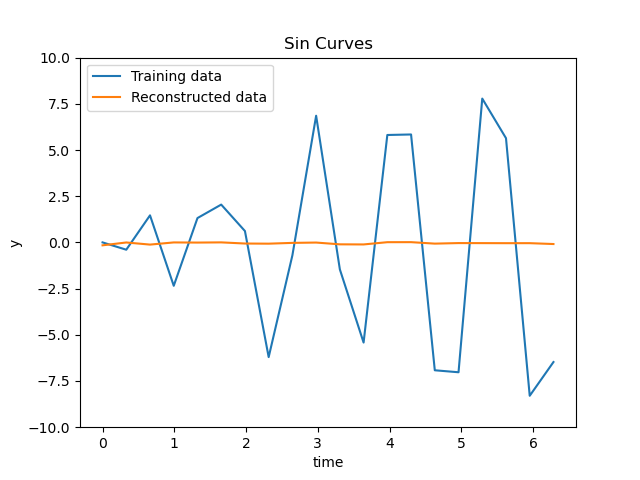 Sin Curves
Training data
Reconstructed data
10.0
7.5
5.0
2.5
0.0
−2.5
−5.0
−7.5
−10.0
y
0 1 2 3 4 5 6
time